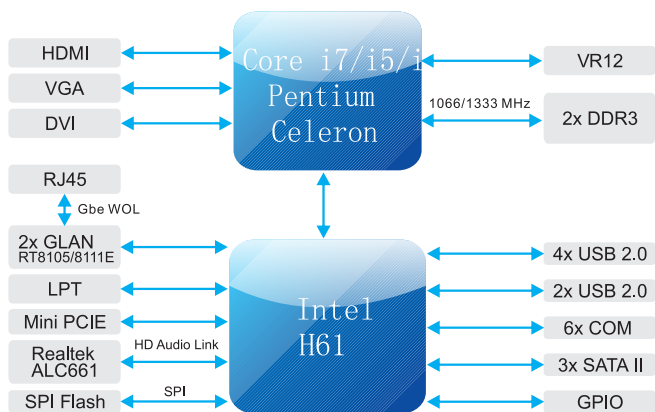 HDMI
VGA
DVI
Core i7/i5/i
Pentium
Celeron
VR12
1066/1333 MHz
2x DDR3
RJ45
Gbe WOL
2x GLAN
RT8105/8111E
LPT
Mini PCIE
Realtek
ALC661
HD Audio Link
SPI Flash
SPI
Intel
H61
4x USB 2.0
2x USB 2.0
6x COM
3x SATA II
GPIO